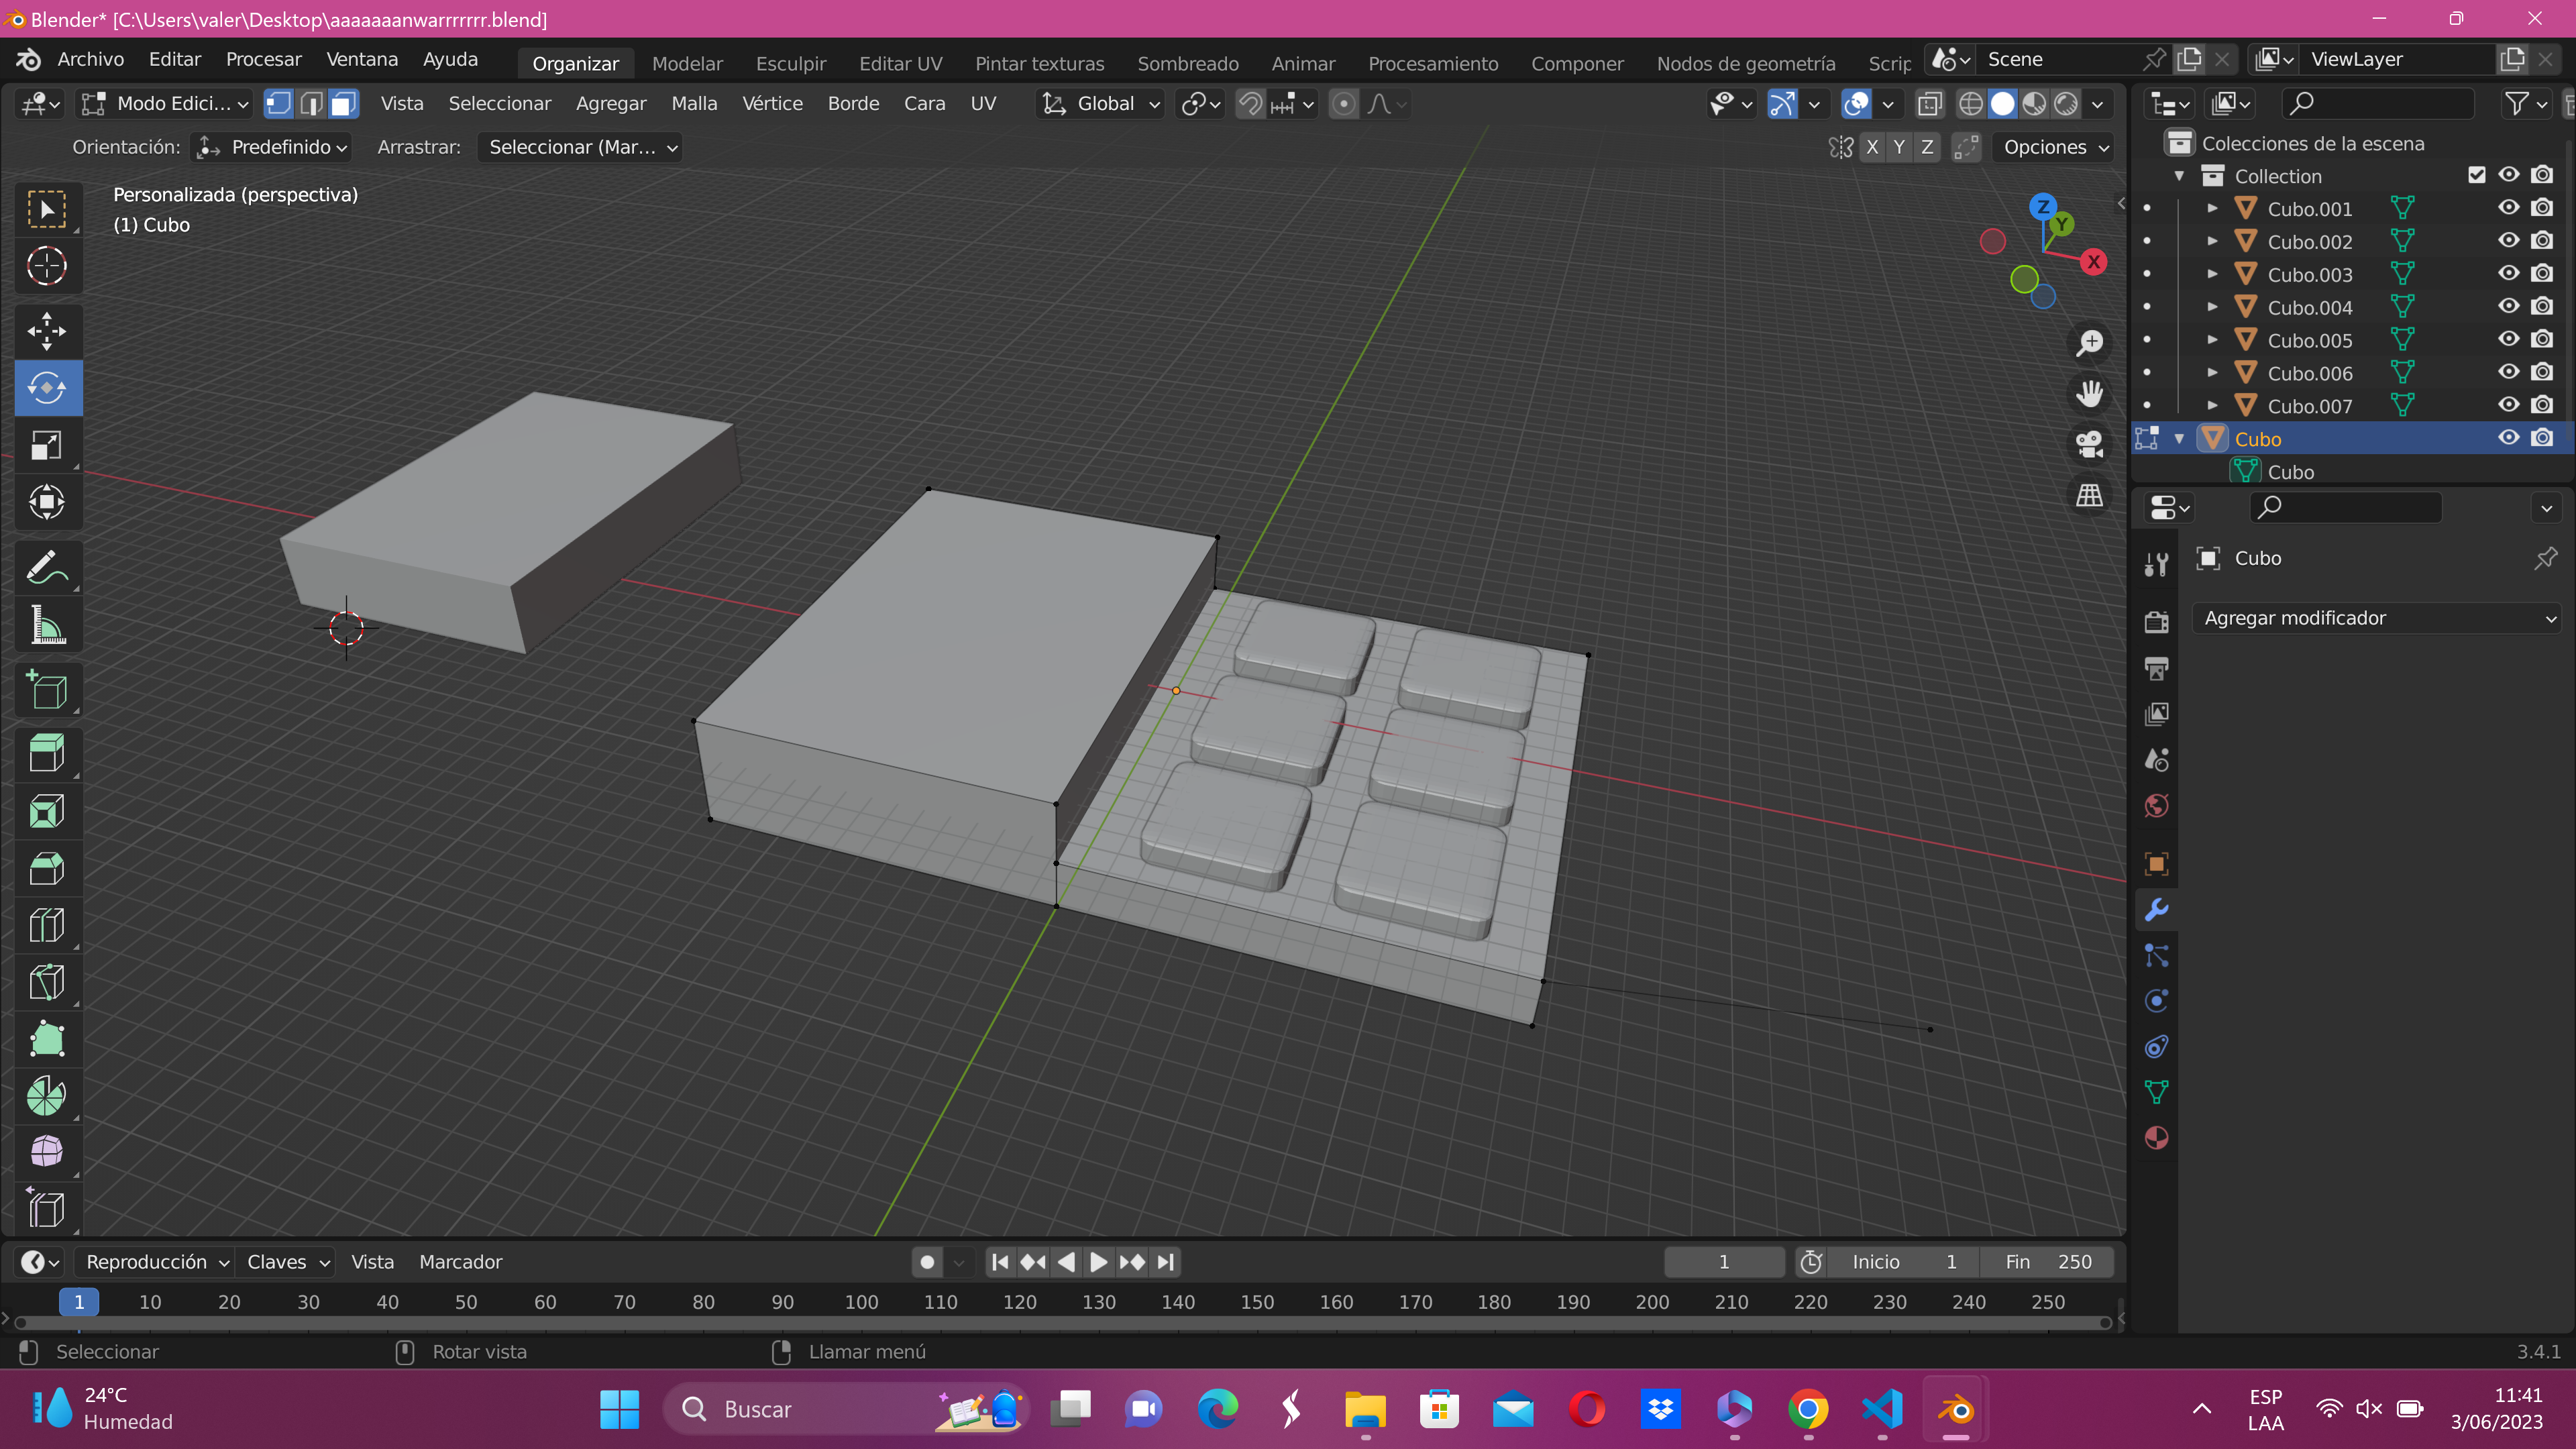 Blender* [C:\Users\valer\Desktop\aaaaaaanwarrrrrrr.blend]
Archivo Editar Procesar Ventana Ayuda Organizar Modelar Esculpir Editar UV Pintar texturas Sombreado Animar Procesamiento Componer Nodos de geometría Scrip Scene ViewLayer
Modo Edici... Vista Seleccionar Agregar Malla Vértice Borde Cara UV Global
Orientación: Predefinido Arrastrar: Seleccionar (Mar... X Y Z Opciones
Personalizada (perspectiva)
(1) Cubo
Z
Y
X
Colecciones de la escena
Collection
Cubo.001
Cubo.002
Cubo.003
Cubo.004
Cubo.005
Cubo.006
Cubo.007
Cubo
Cubo
Cubo
Agregar modificador
Reproducción Claves Vista Marcador 1 Inicio 1 Fin 250
1 10 20 30 40 50 60 70 80 90 100 110 120 130 140 150 160 170 180 190 200 210 220 230 240 250
Seleccionar Rotar vista Llamar menú 3.4.1
24°C
Humedad
Buscar
ESP
LAA
11:41
3/06/2023